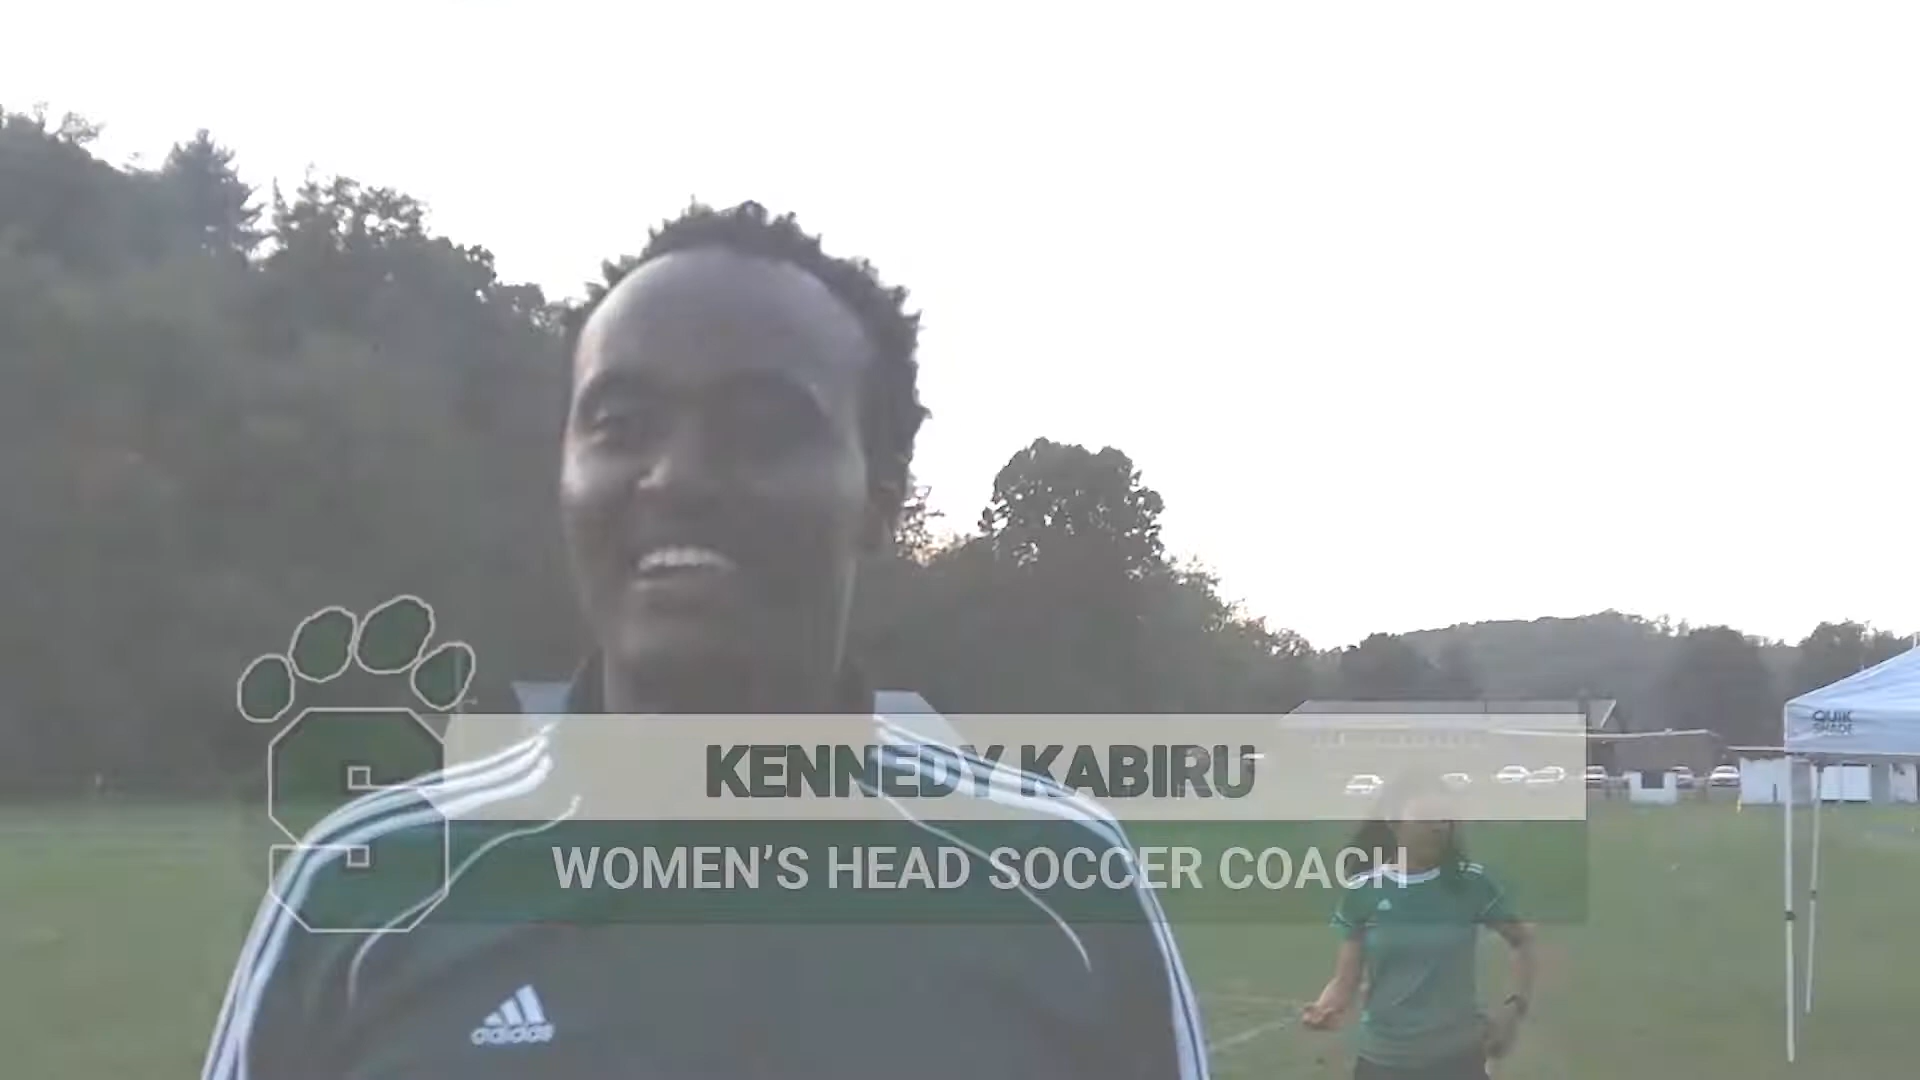 KENNEDY KABIRU
WOMEN'S HEAD SOCCER COACH
adidas
QUIK
SHADE
S